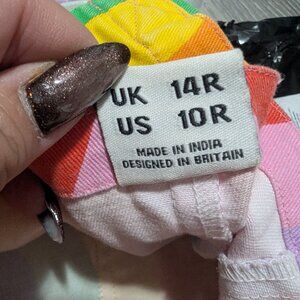 UK 14R
US 10R
MADE IN INDIA
DESIGNED IN BRITAIN